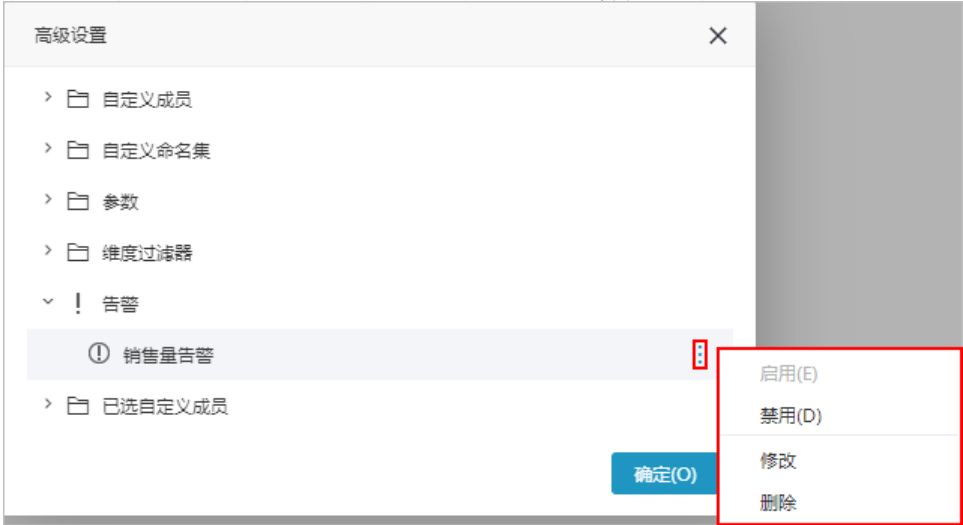 高级设置
自定义成员
自定义命名集
参数
维度过滤器
告警
销售量告警
启用(E)
已选自定义成员
禁用(D)
修改
确定(O)
删除